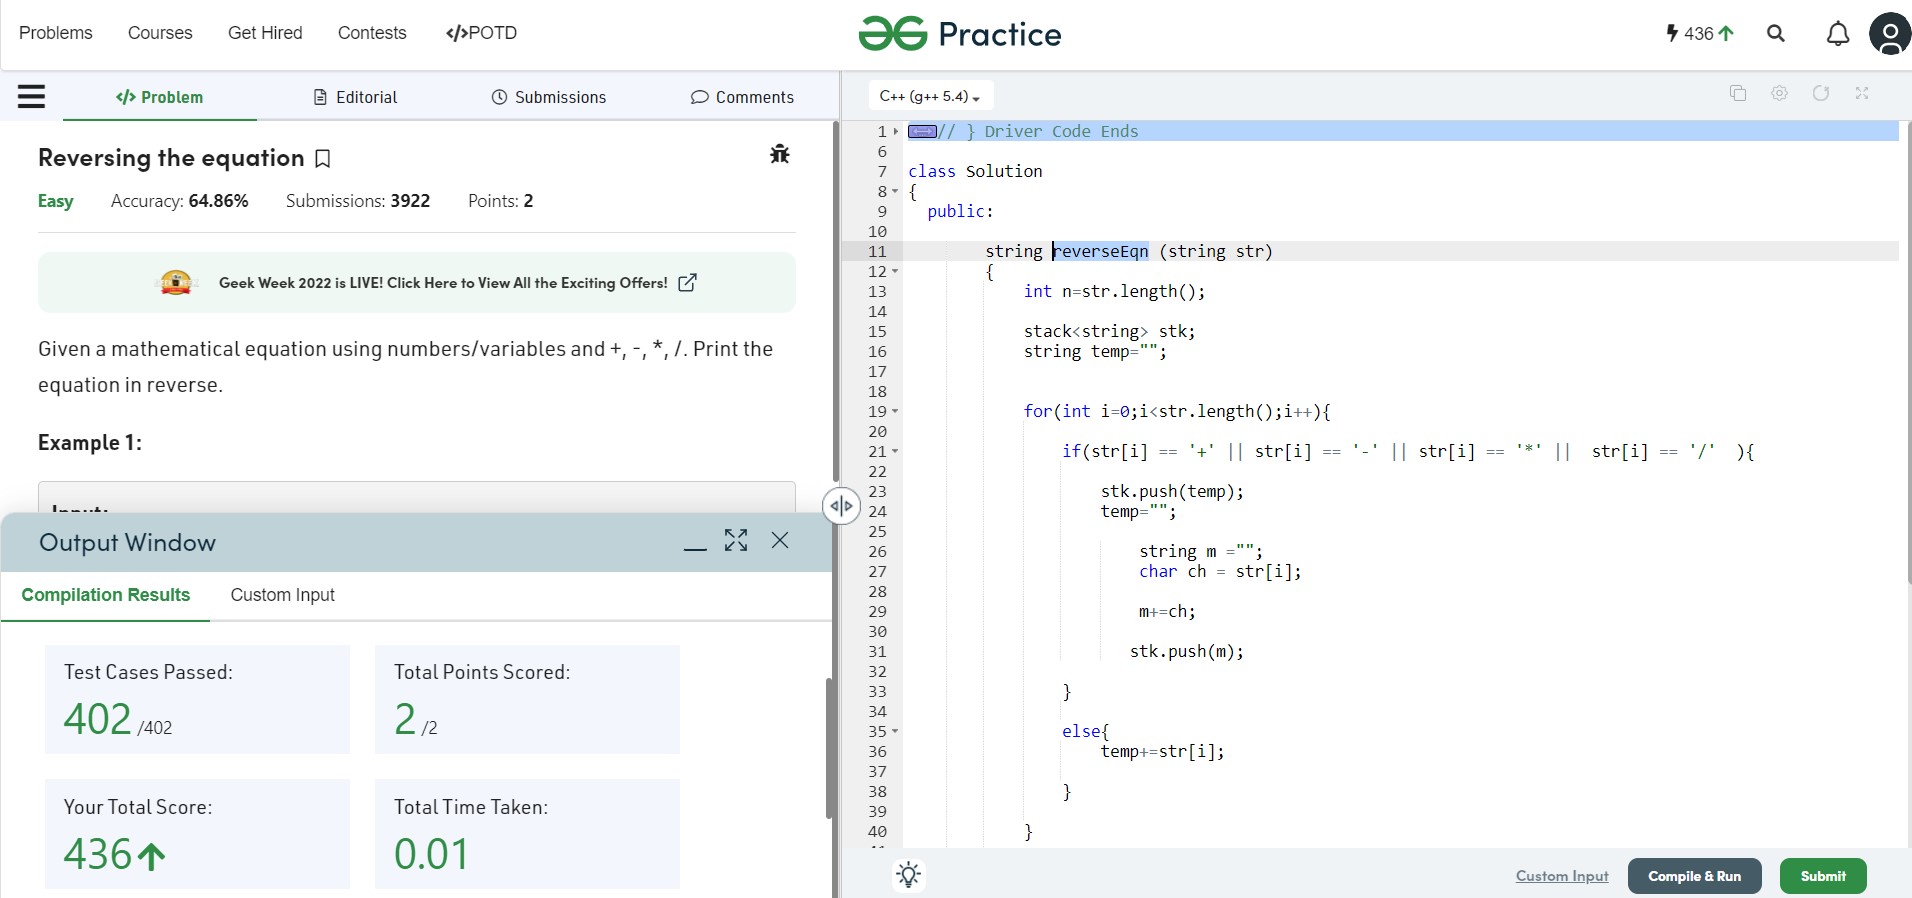 Problems Courses Get Hired Contests </>POTD
Practice
436
</> Problem Editorial Submissions Comments
Reversing the equation
Easy Accuracy: 64.86% Submissions: 3922 Points: 2
Geek Week 2022 is LIVE! Click Here to View All the Exciting Offers!
Given a mathematical equation using numbers/variables and +, -, *, /. Print the
equation in reverse.
Example 1:
Output Window
Compilation Results Custom Input
Test Cases Passed:
402 /402
Total Points Scored:
2 /2
Your Total Score:
436
Total Time Taken:
0.01
C++ (g++ 5.4)
1 // } Driver Code Ends
6
7 class Solution
8 {
9 public:
10
11 string reverseEqn (string str)
12 {
13 int n=str.length();
14
15 stack<string> stk;
16 string temp="";
17
18
19 for(int i=0;i<str.length();i++){
20
21 if(str[i] == '+' || str[i] == '-' || str[i] == '*' || str[i] == '/' ){
22
23 stk.push(temp);
24 temp="";
25
26 string m ="";
27 char ch = str[i];
28
29 m+=ch;
30
31 stk.push(m);
32
33 }
34
35 else{
36 temp+=str[i];
37
38 }
39
40 }
Custom Input Compile & Run Submit